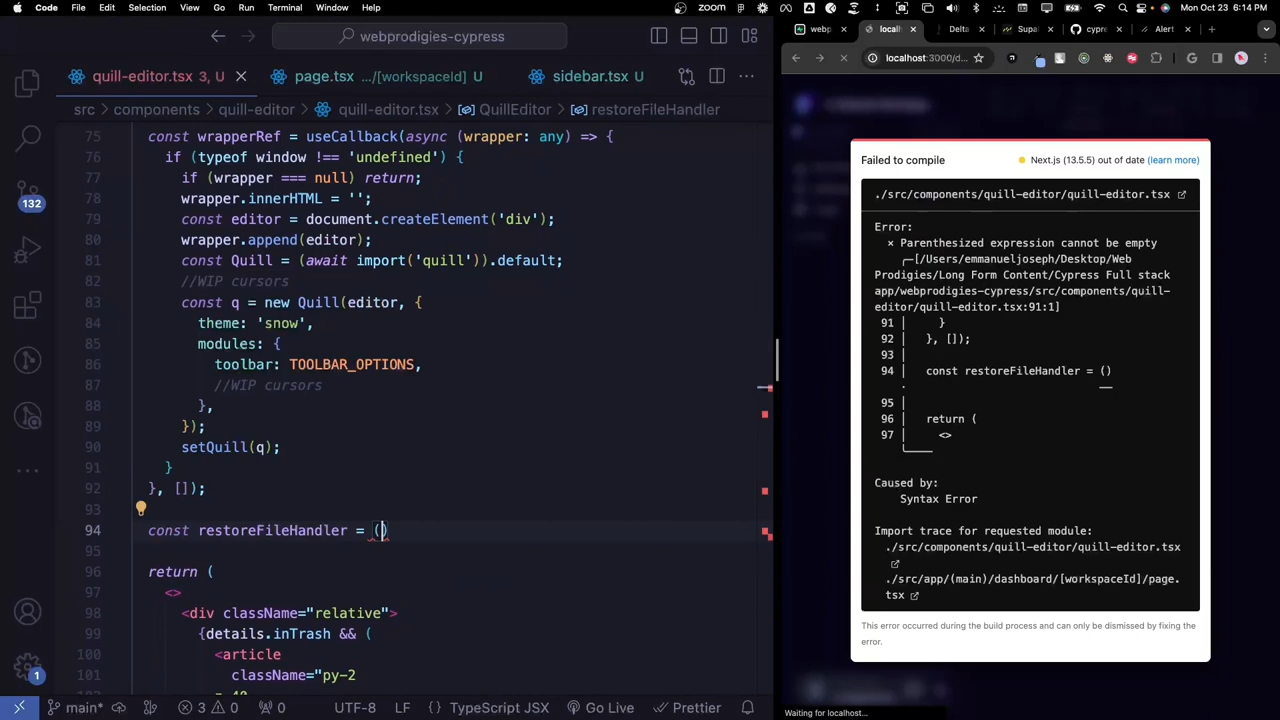 Code File Edit Selection View Go Run Terminal Window Help
zoom
Mon Oct 23 6:14 PM
webprodigies-cypress
quill-editor.tsx 3, U
page.tsx .../[workspaceId] U
sidebar.tsx U
src > components > quill-editor > quill-editor.tsx > QuillEditor > restoreFileHandler
75 const wrapperRef = useCallback(async (wrapper: any) => {
76 if (typeof window !== 'undefined') {
77 if (wrapper === null) return;
78 wrapper.innerHTML = '';
79 const editor = document.createElement('div');
80 wrapper.append(editor);
81 const Quill = (await import('quill')).default;
82 //WIP cursors
83 const q = new Quill(editor, {
84 theme: 'snow',
85 modules: {
86 toolbar: TOOLBAR_OPTIONS,
87 //WIP cursors
88 },
89 });
90 setQuill(q);
91 }
92 }, []);
93
94 const restoreFileHandler = ()
95
96 return (
97 <>
98 <div className="relative">
99 {details.inTrash && (
100 <article
101 className="py-2
132
1
main*
3 0
0
UTF-8
LF
{} TypeScript JSX
Go Live
Prettier
webp
local
Delta
Supa
cypre
Alert
localhost:3000/d...
Failed to compile
Next.js (13.5.5) out of date (learn more)
./src/components/quill-editor/quill-editor.tsx
Error:
× Parenthesized expression cannot be empty
╭─[/Users/emmanueljoseph/Desktop/Web
Prodigies/Long Form Content/Cypress Full stack
app/webprodigies-cypress/src/components/quill-
editor/quill-editor.tsx:91:1]
91 │ }
92 │ }, []);
93 │
94 │ const restoreFileHandler = ()
· ──
95 │
96 │ return (
97 │ <>
╰────
Caused by:
Syntax Error
Import trace for requested module:
./src/components/quill-editor/quill-editor.tsx
./src/app/(main)/dashboard/[workspaceId]/page.
tsx
This error occurred during the build process and can only be dismissed by fixing the
error.
Waiting for localhost...